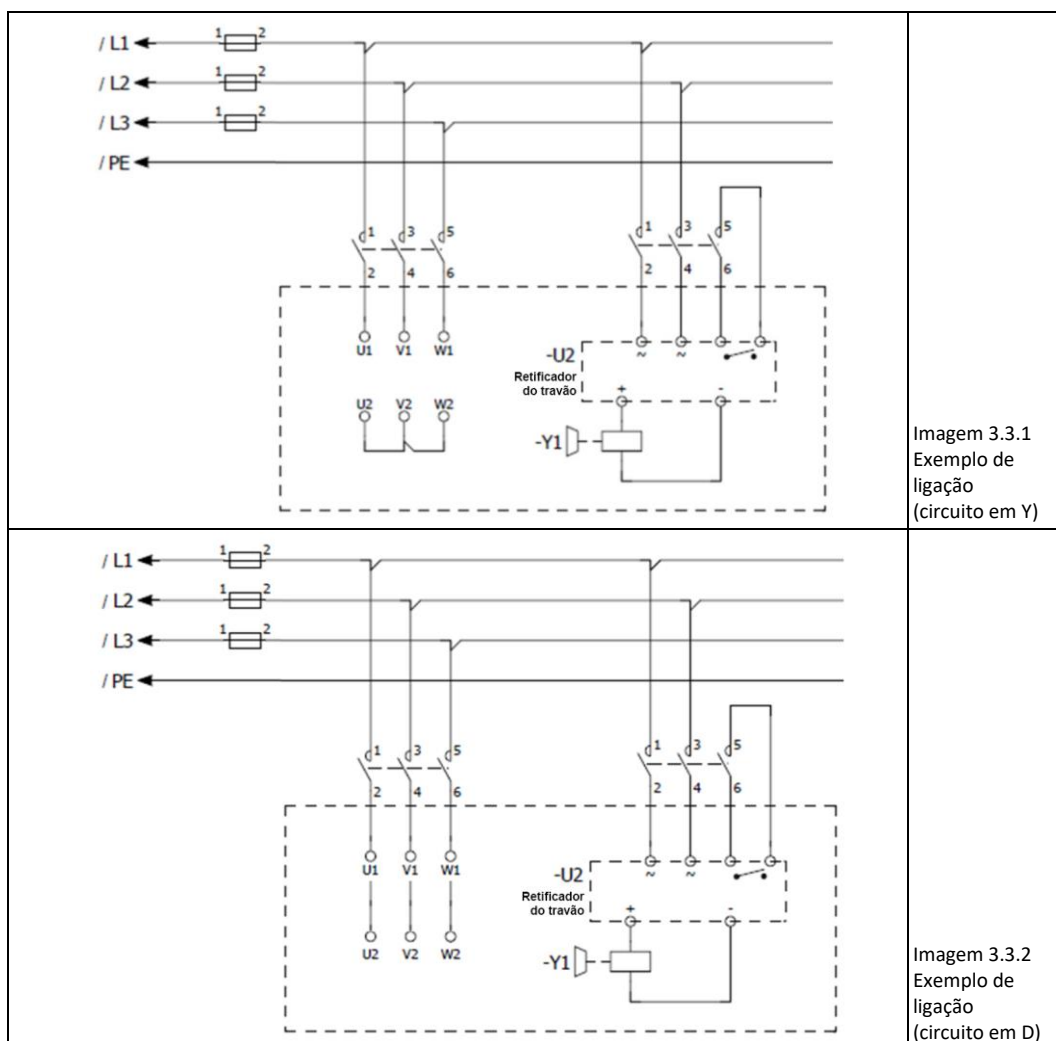 / L1 1 2
/ L2 1 2
/ L3 1 2
/ PE
1 3 5 1 3 5
2 4 6 2 4 6
U1 V1 W1 -U2 ~ ~
Retificador
do travão
U2 V2 W2 + -
-Y1
Imagem 3.3.1
Exemplo de
ligação
(circuito em Y)
/ L1 1 2
/ L2 1 2
/ L3 1 2
/ PE
1 3 5 1 3 5
2 4 6 2 4 6
U1 V1 W1 -U2 ~ ~
Retificador
do travão
+ -
U2 V2 W2
-Y1
Imagem 3.3.2
Exemplo de
ligação
(circuito em D)